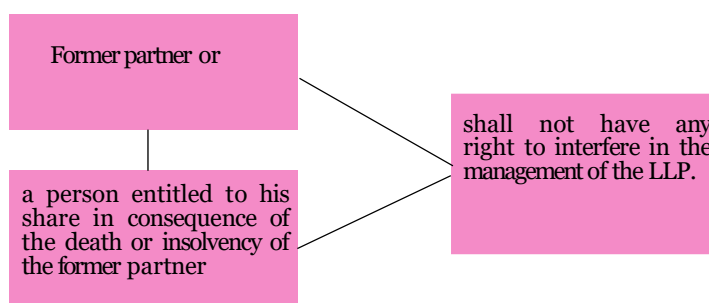 Former partner or
a person entitled to his
share in consequence of
the death or insolvency of
the former partner
shall not have any
right to interfere in the
management of the LLP.